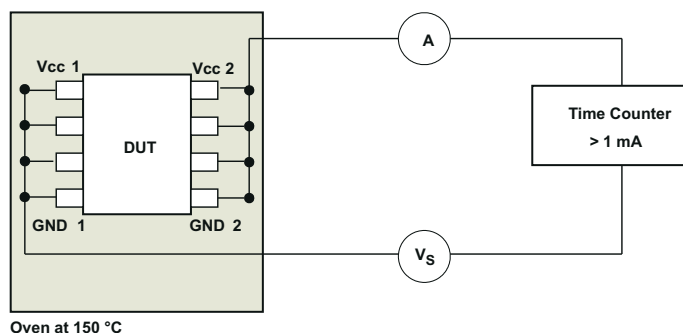 Vcc 1
Vcc 2
DUT
GND 1
GND 2
A
Time Counter
> 1 mA
VS
Oven at 150 °C